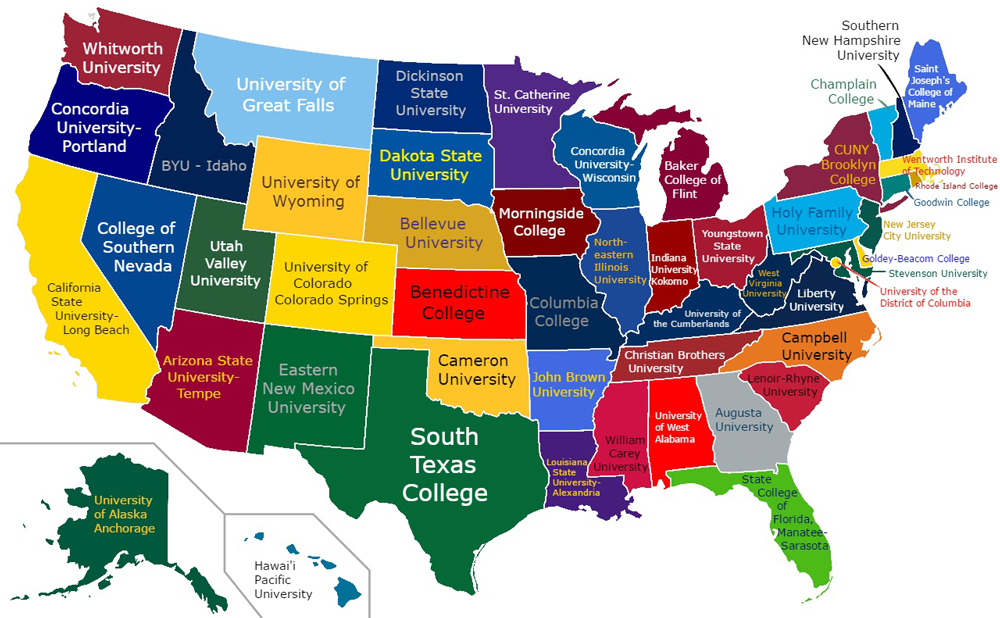 Whitworth
University
Concordia
University-
Portland
BYU - Idaho
University of
Great Falls
Dickinson
State
University
St. Catherine
University
Southern
New Hampshire
University
Champlain
College
Saint
Joseph's
College of
Maine
University of
Wyoming
Dakota State
University
Concordia
University-
Wisconsin
Baker
College of
Flint
CUNY
Brooklyn
College
Wentworth Institute
of Technology
Rhode Island College
Goodwin College
College of
Southern
Nevada
Utah
Valley
University
Bellevue
University
Morningside
College
North-
eastern
Illinois
University
Indiana
University
Kokomo
Youngstown
State
University
Holy Family
University
New Jersey
City University
Goldey-Beacom College
Stevenson University
University of the
District of Columbia
California
State
University-
Long Beach
University of
Colorado
Colorado Springs
Benedictine
College
Columbia
College
University of
the Cumberlands
West
Virginia
University
Liberty
University
Arizona State
University-
Tempe
Eastern
New Mexico
University
Cameron
University
John Brown
University
Christian Brothers
University
Campbell
University
Lenoir-Rhyne
University
South
Texas
College
Louisiana
State
University-
Alexandria
William
Carey
University
University
of West
Alabama
Augusta
University
State
College
of
Florida,
Manatee-
Sarasota
University
of Alaska
Anchorage
Hawai'i
Pacific
University